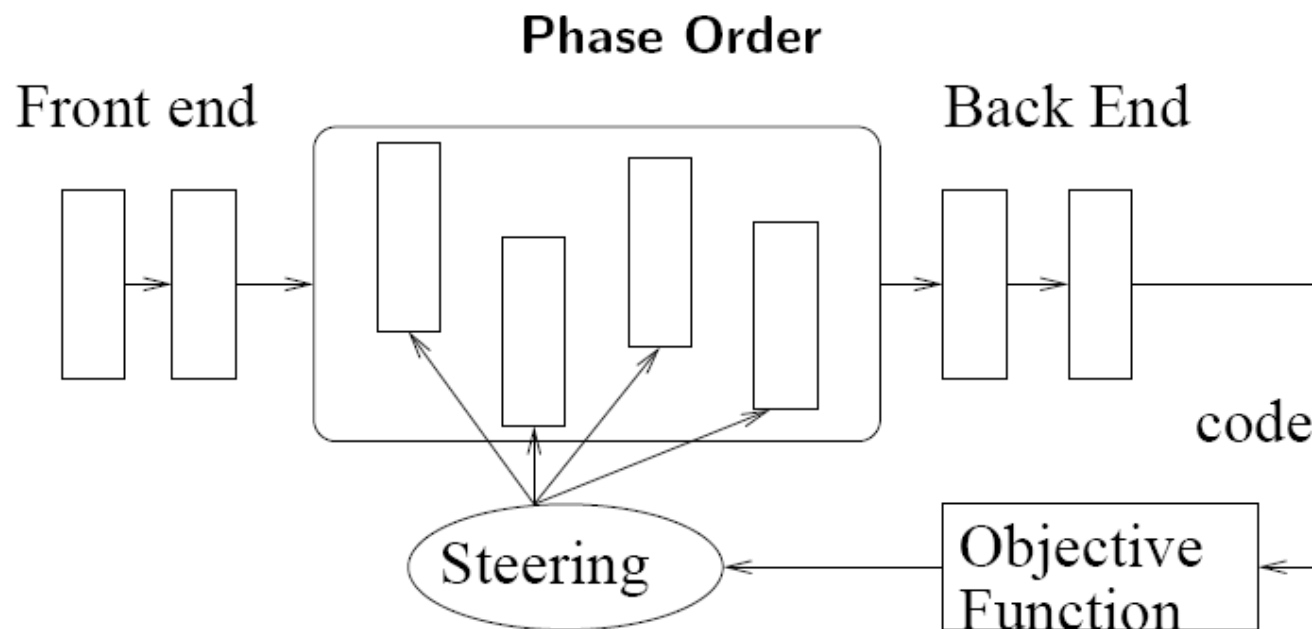 Phase Order
Front end
Back End
code
Steering
Objective
Function